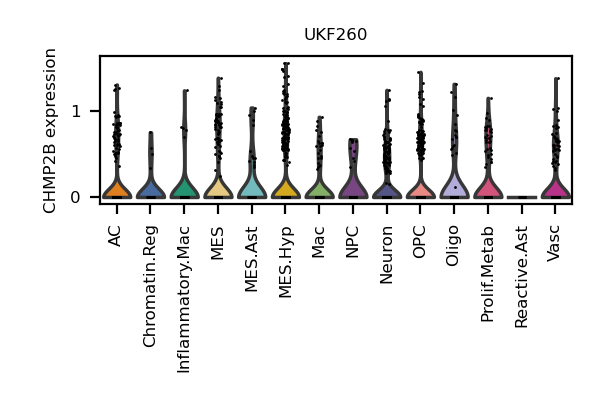 UKF260
CHMP2B expression
1
0
AC
Chromatin.Reg
Inflammatory.Mac
MES
MES.Ast
MES.Hyp
Mac
NPC
Neuron
OPC
Oligo
Prolif.Metab
Reactive.Ast
Vasc